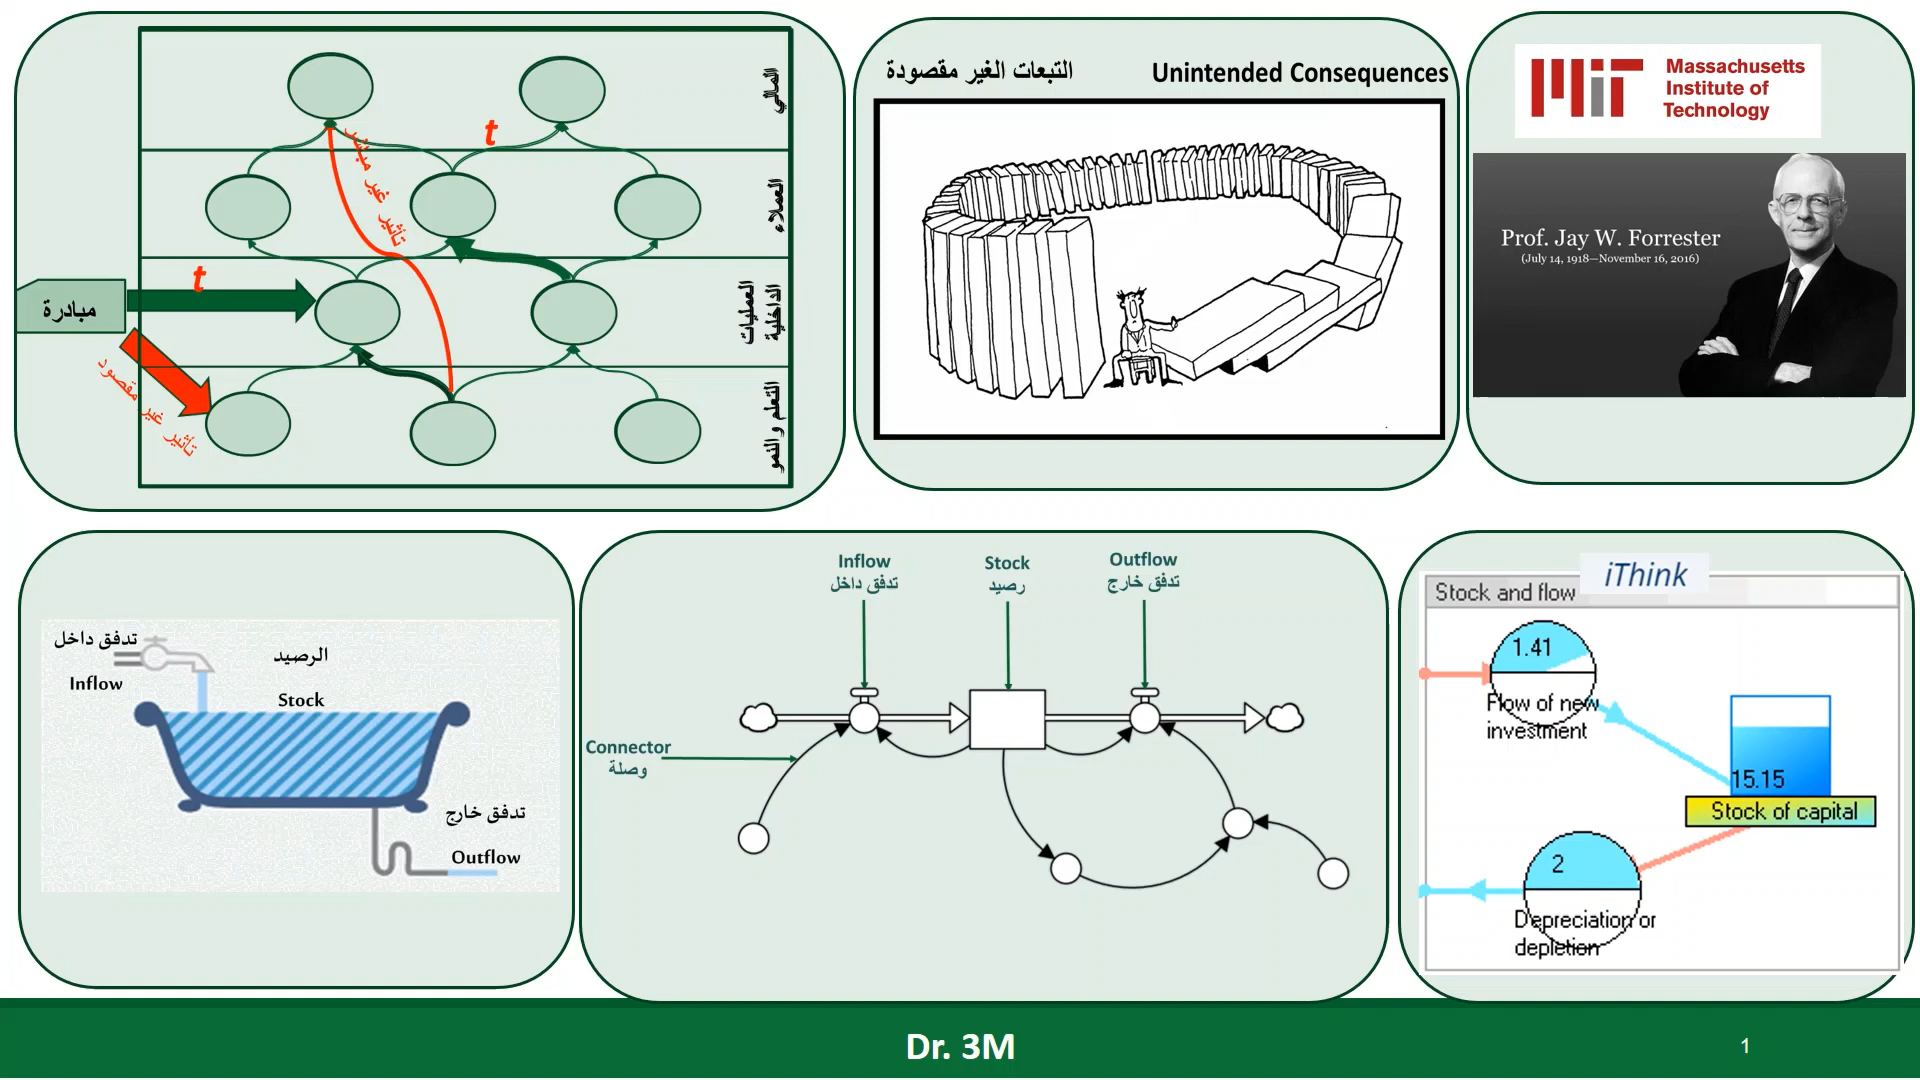 المالي
t
تأثير غير مباشر
العملاء
t
مبادرة
العمليات
الداخلية
تأثير غير مقصود
التعلم والنمو
التبعات الغير مقصودة
Unintended Consequences
MIT
Massachusetts
Institute of
Technology
Prof. Jay W. Forrester
(July 14, 1918—November 16, 2016)
تدفق داخل
Inflow
الرصيد
Stock
تدفق خارج
Outflow
Inflow
تدفق داخل
Stock
رصيد
Outflow
تدفق خارج
Connector
وصلة
iThink
Stock and flow
1.41
Flow of new
investment
15.15
Stock of capital
2
Depreciation or
depletion
Dr. 3M
1